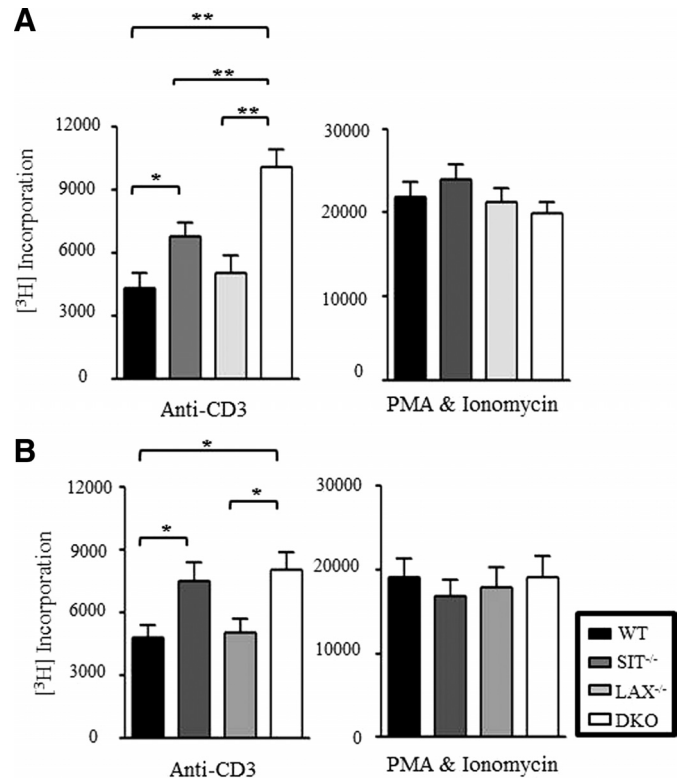 A
**
**
**
*
[³H] Incorporation
12000
9000
6000
3000
0
Anti-CD3
30000
20000
10000
0
PMA & Ionomycin
B
*
*
*
[³H] Incorporation
12000
9000
6000
3000
0
Anti-CD3
30000
20000
10000
0
PMA & Ionomycin
WT
SIT⁻/⁻
LAX⁻/⁻
DKO